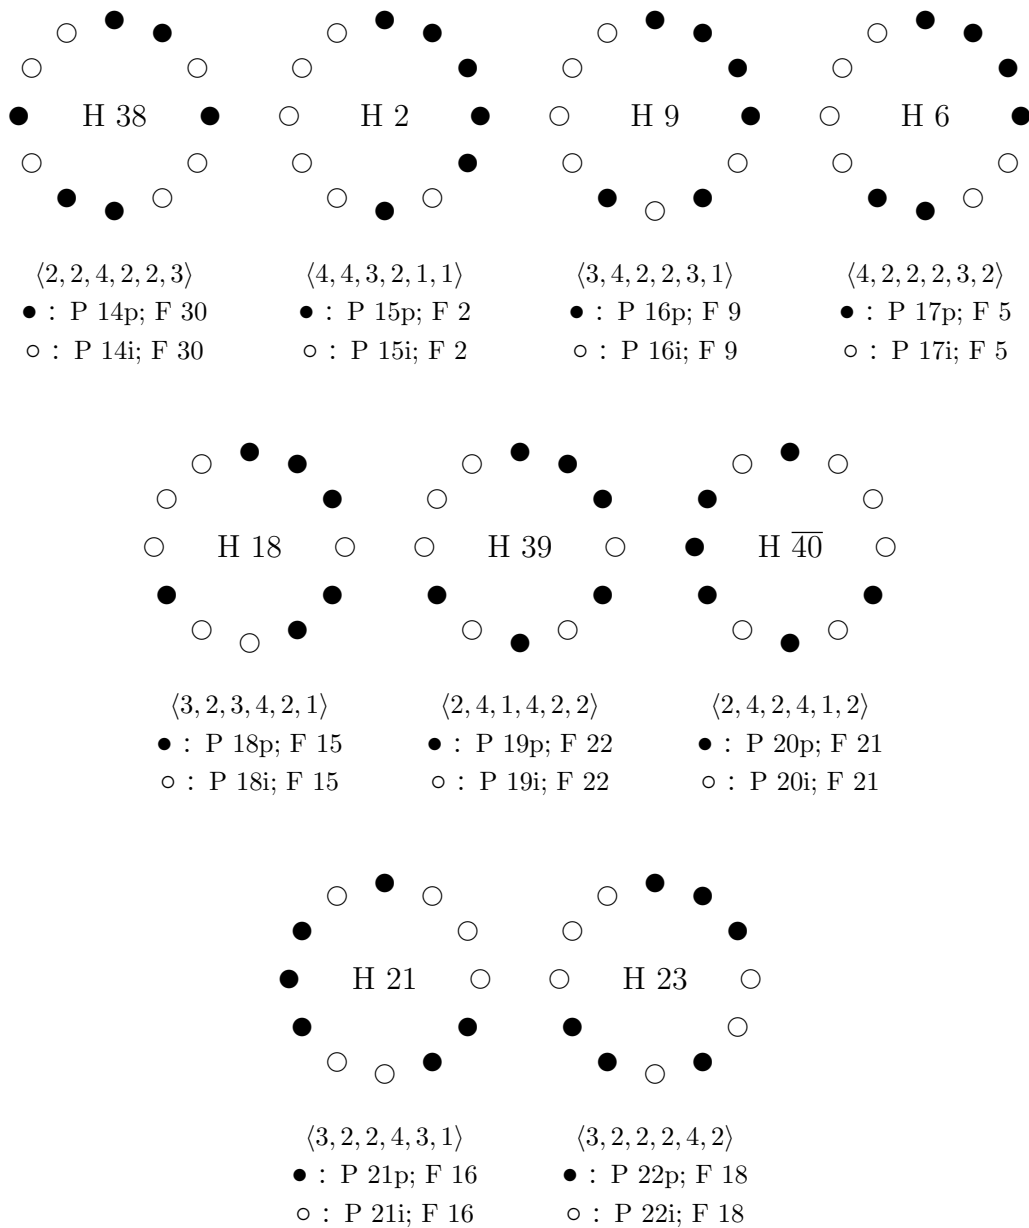 H 38 H 2 H 9 H 6
⟨2, 2, 4, 2, 2, 3⟩ ⟨4, 4, 3, 2, 1, 1⟩ ⟨3, 4, 2, 2, 3, 1⟩ ⟨4, 2, 2, 2, 3, 2⟩
● : P 14p; F 30 ● : P 15p; F 2 ● : P 16p; F 9 ● : P 17p; F 5
○ : P 14i; F 30 ○ : P 15i; F 2 ○ : P 16i; F 9 ○ : P 17i; F 5
H 18 H 39 H 4̅0̅
⟨3, 2, 3, 4, 2, 1⟩ ⟨2, 4, 1, 4, 2, 2⟩ ⟨2, 4, 2, 4, 1, 2⟩
● : P 18p; F 15 ● : P 19p; F 22 ● : P 20p; F 21
○ : P 18i; F 15 ○ : P 19i; F 22 ○ : P 20i; F 21
H 21 H 23
⟨3, 2, 2, 4, 3, 1⟩ ⟨3, 2, 2, 2, 4, 2⟩
● : P 21p; F 16 ● : P 22p; F 18
○ : P 21i; F 16 ○ : P 22i; F 18